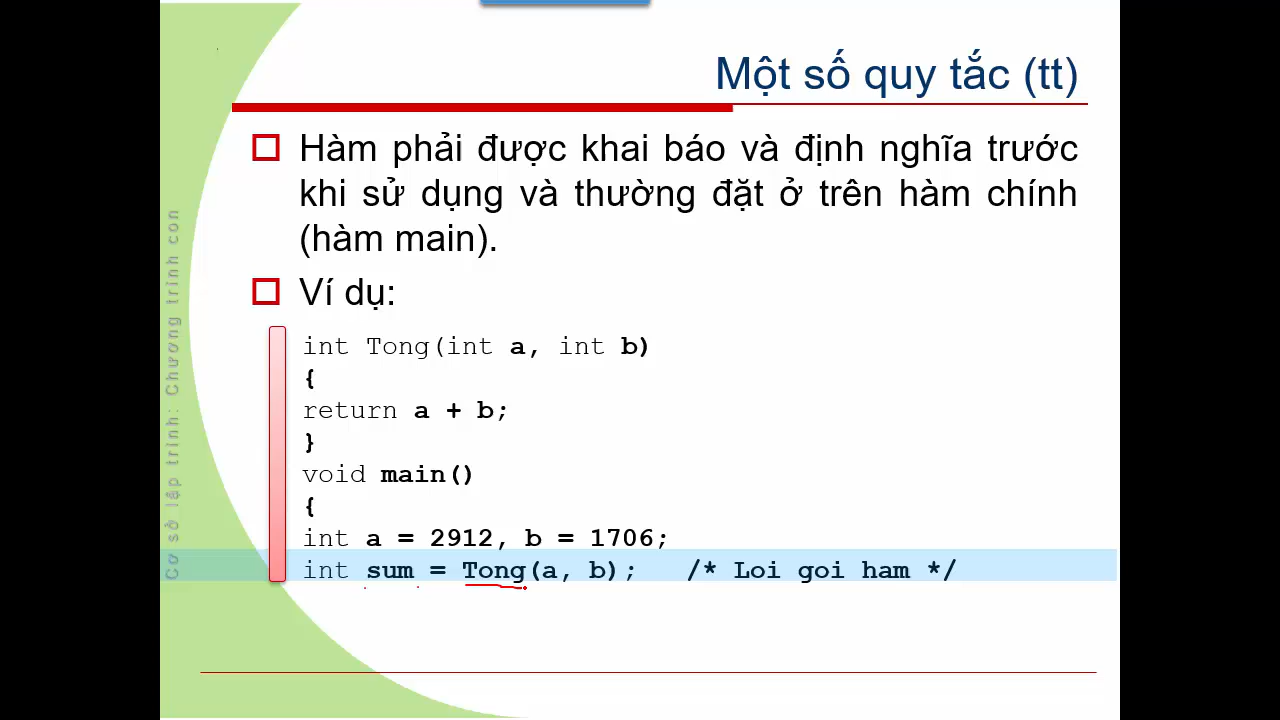 Một số quy tắc (tt)
Hàm phải được khai báo và định nghĩa trước
khi sử dụng và thường đặt ở trên hàm chính
(hàm main).
Ví dụ:
int Tong(int a, int b)
{
return a + b;
}
void main()
{
int a = 2912, b = 1706;
int sum = Tong(a, b); /* Loi goi ham */
Cơ sở lập trình: Chương trình con